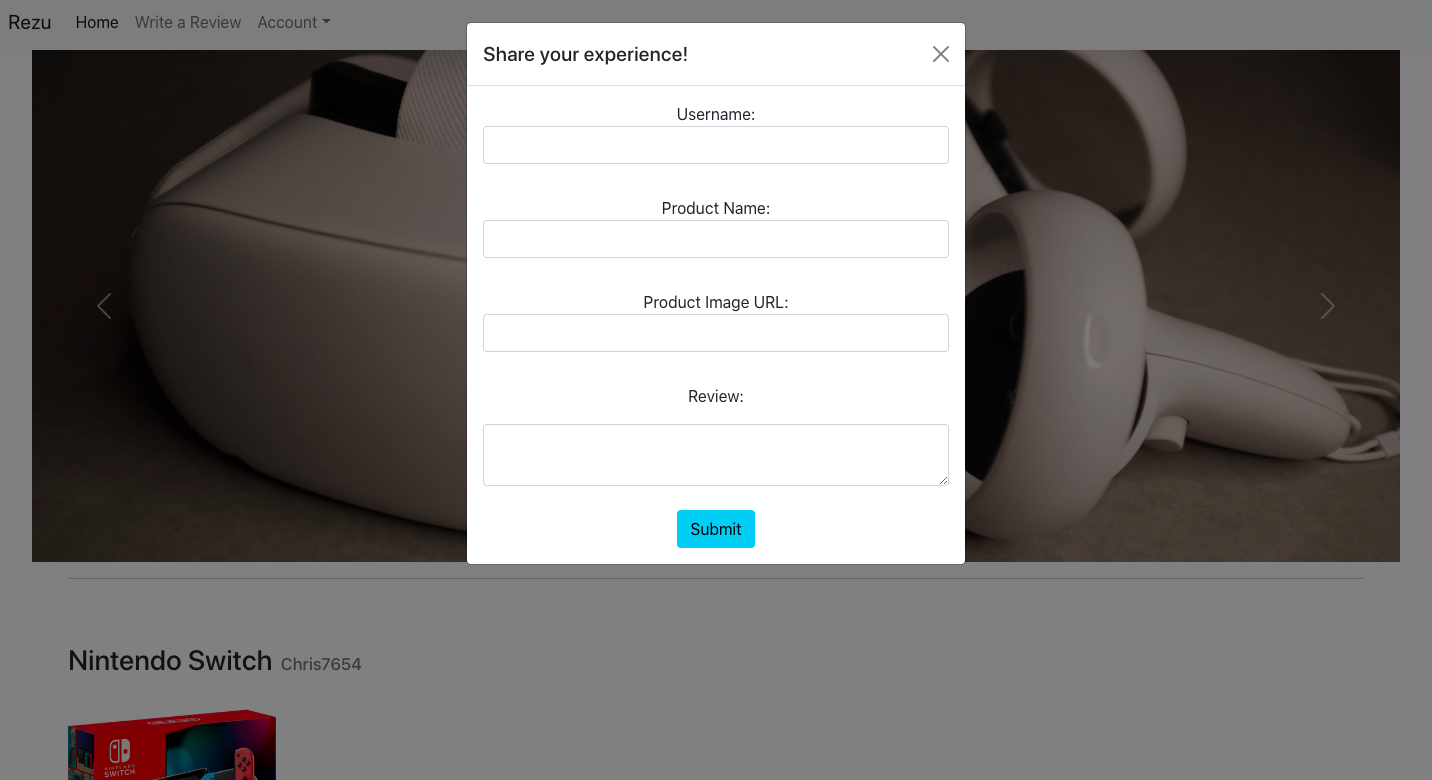 Rezu Home Write a Review Account
Share your experience!
Username:
Product Name:
Product Image URL:
Review:
Submit
Nintendo Switch Chris7654
NINTENDO
SWITCH